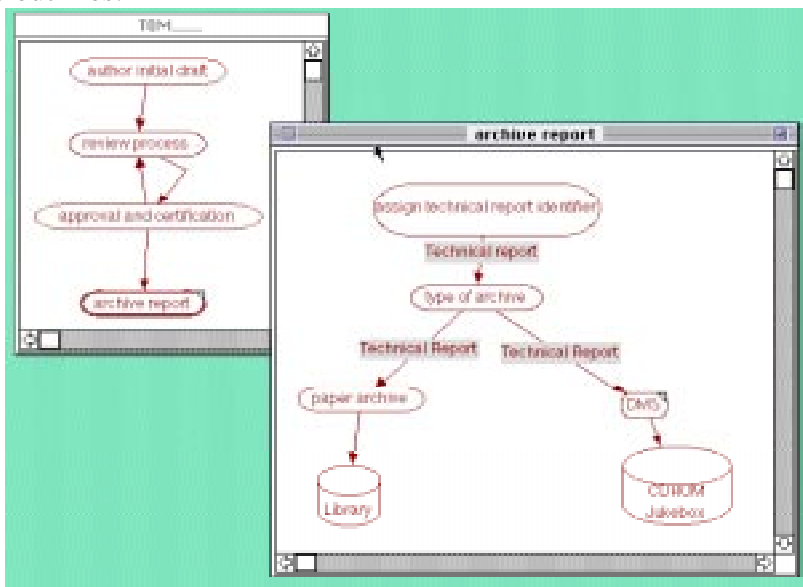 author initial draft
review process
approval and certification
archive report
archive report
assign technical report identifier
Technical report
type of archive
Technical Report
Technical Report
paper archive
DMS
Library
CDROM
Jukebox